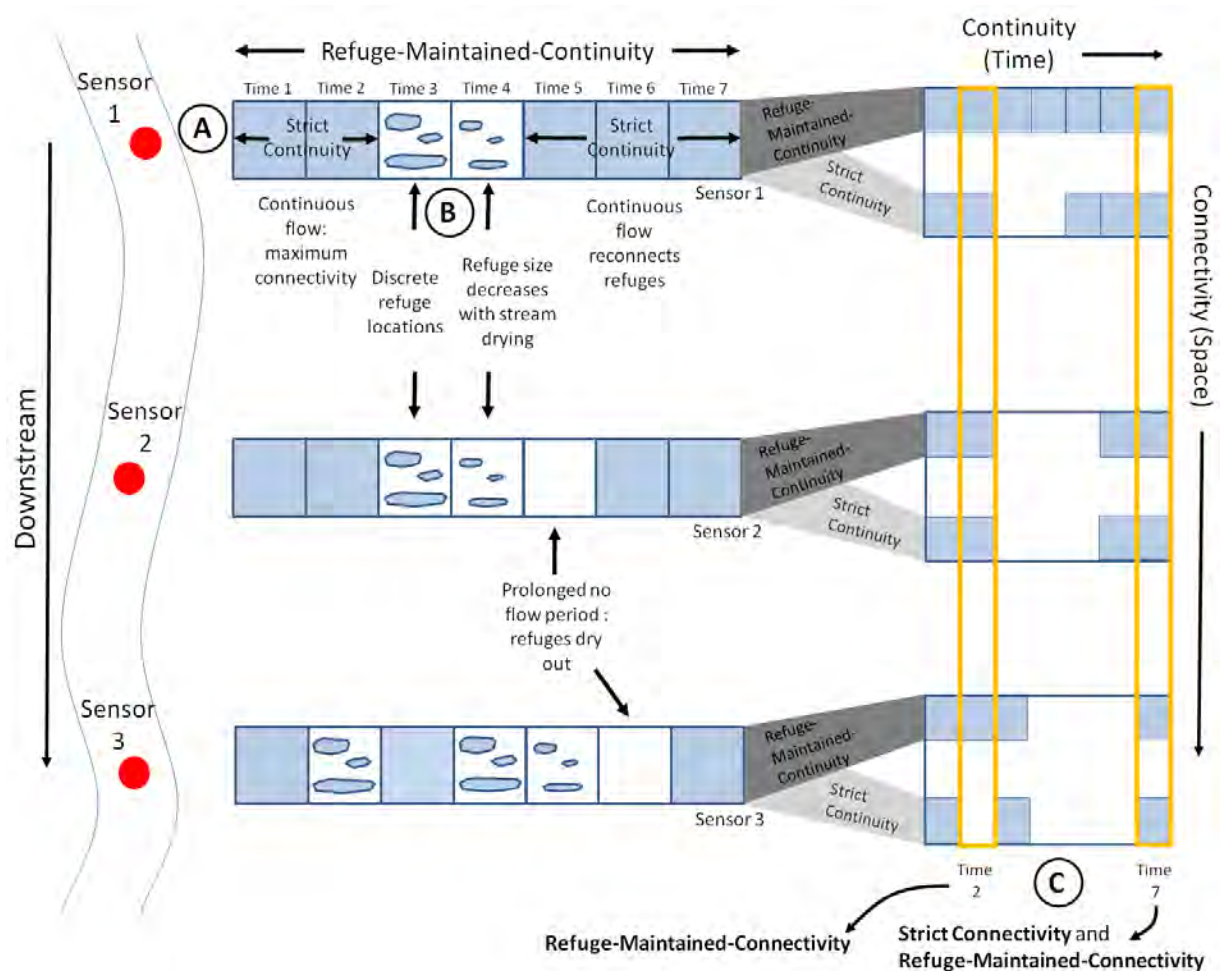 Refuge-Maintained-Continuity
Continuity
(Time)
Sensor
1
A
Time 1
Time 2
Time 3
Time 4
Time 5
Time 6
Time 7
Strict
Continuity
Strict
Continuity
Sensor 1
Refuge-
Maintained-
Continuity
Strict
Continuity
B
Continuous
flow:
maximum
connectivity
Discrete
refuge
locations
Refuge size
decreases
with stream
drying
Continuous
flow
reconnects
refuges
Connectivity (Space)
Downstream
Sensor
2
Sensor 2
Refuge-
Maintained-
Continuity
Strict
Continuity
Prolonged no
flow period :
refuges dry
out
Sensor
3
Sensor 3
Refuge-
Maintained-
Continuity
Strict
Continuity
Time
2
C
Time
7
Refuge-Maintained-Connectivity
Strict Connectivity and
Refuge-Maintained-Connectivity